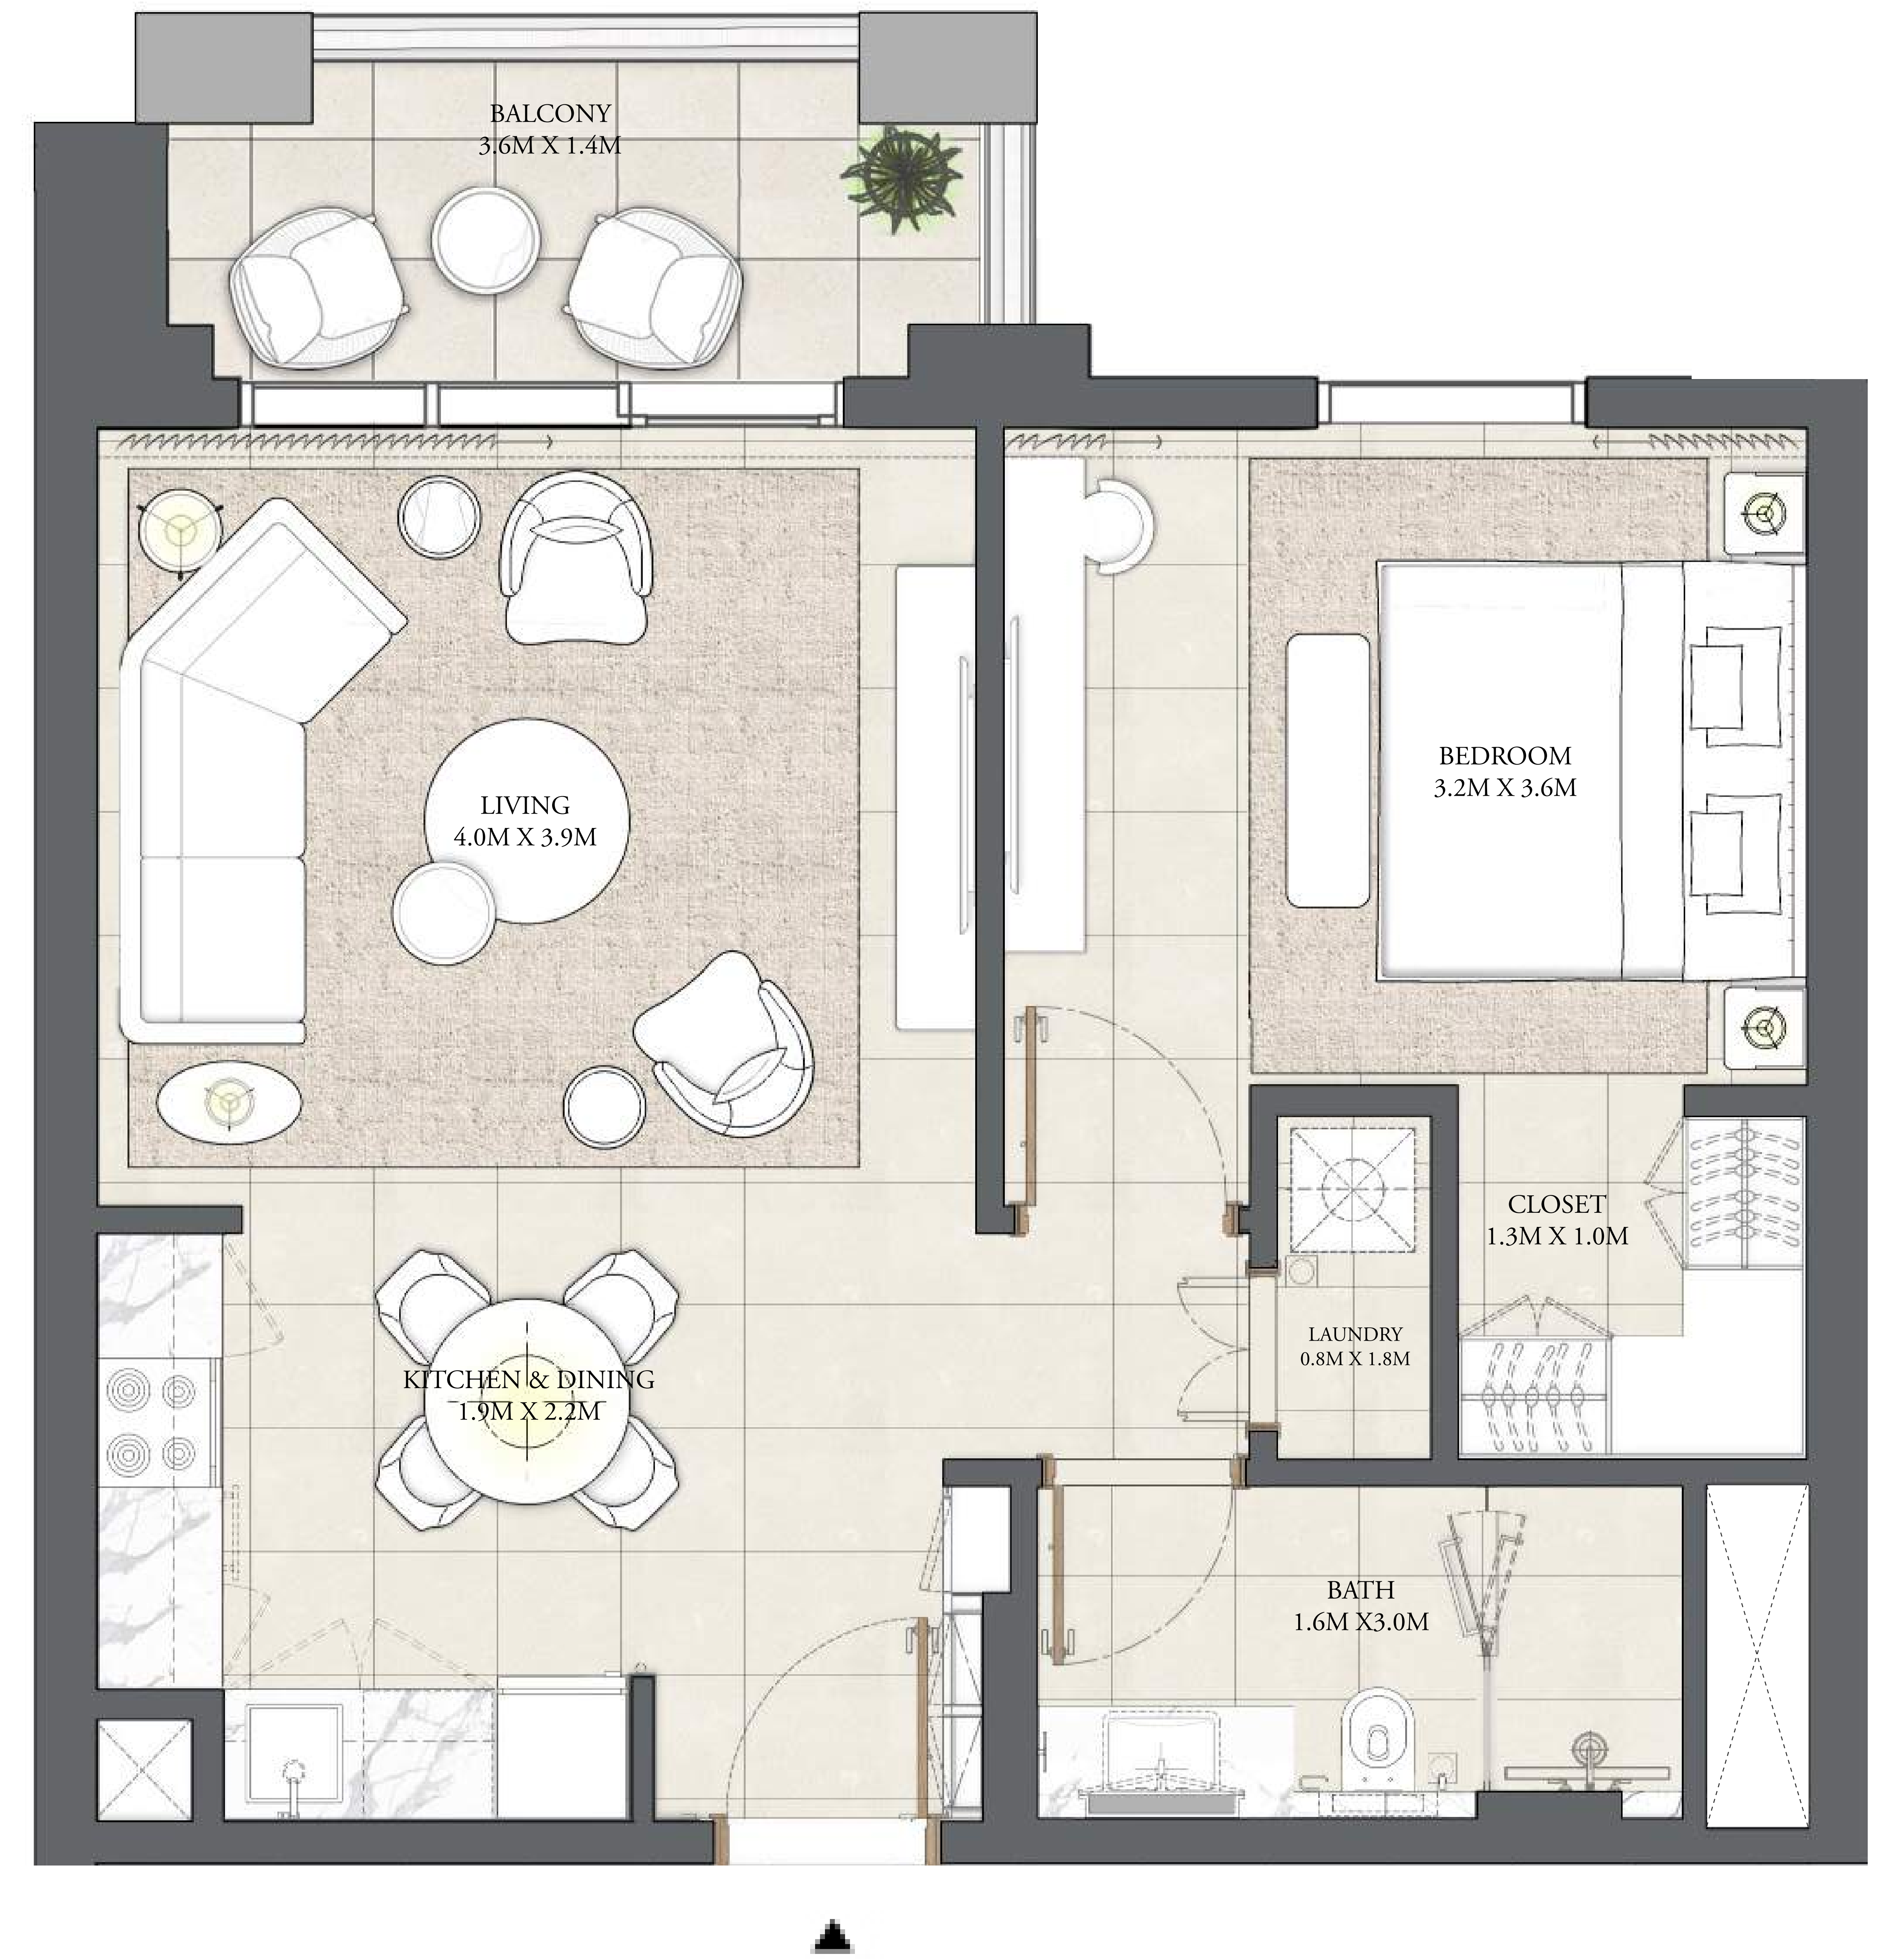 BALCONY
3.6M X 1.4M
LIVING
4.0M X 3.9M
BEDROOM
3.2M X 3.6M
CLOSET
1.3M X 1.0M
LAUNDRY
0.8M X 1.8M
KITCHEN & DINING
1.9M X 2.2M
BATH
1.6M X3.0M